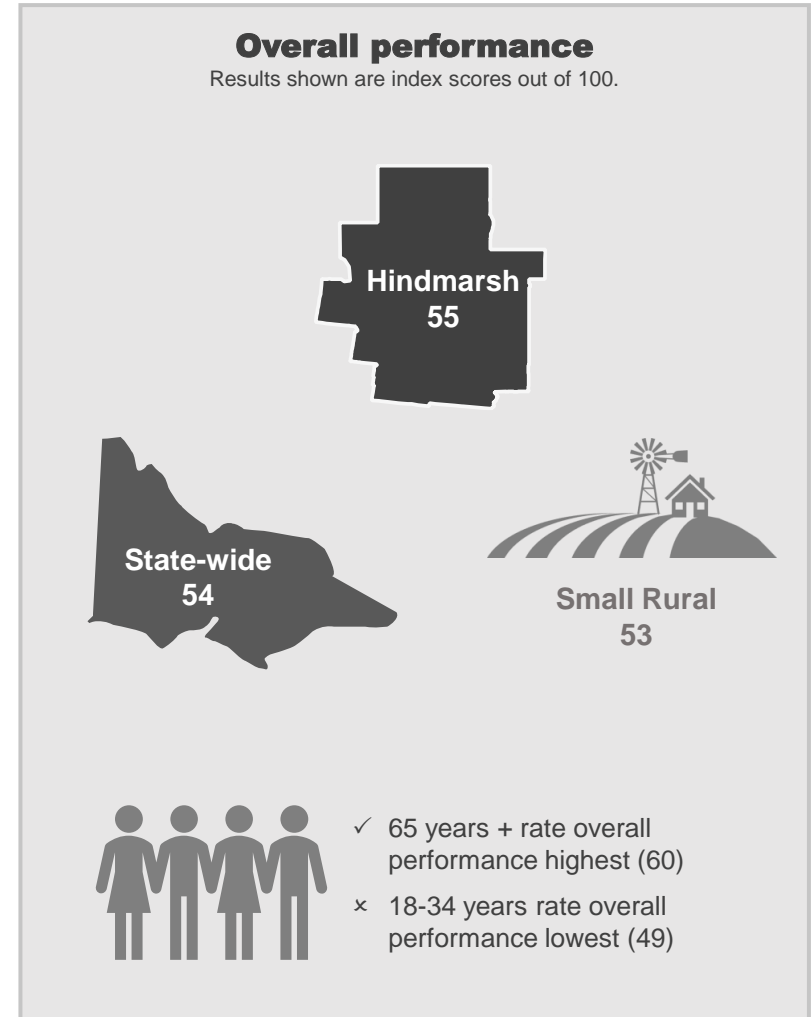 Overall performance
Results shown are index scores out of 100.
Hindmarsh
55
State-wide
54
Small Rural
53
✓ 65 years + rate overall
performance highest (60)
× 18-34 years rate overall
performance lowest (49)